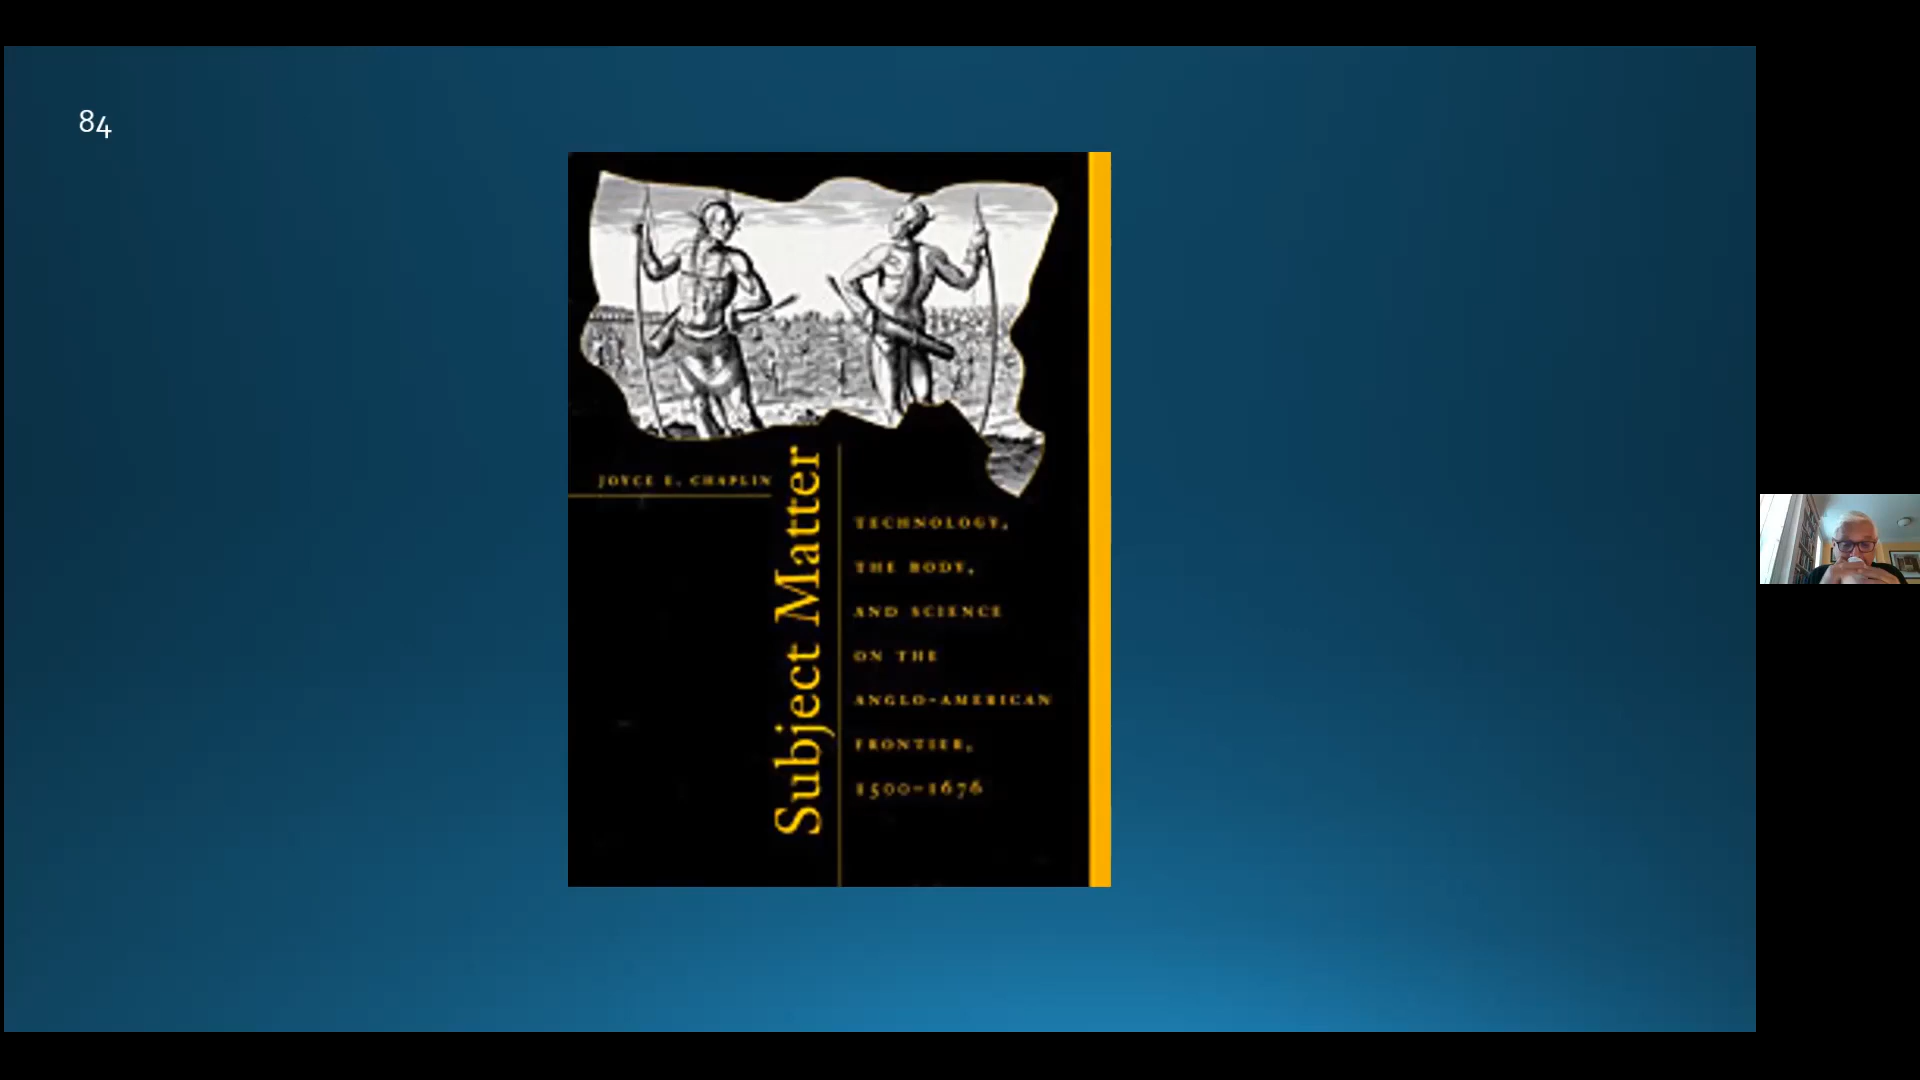 84
JOYCE E. CHAPLIN
Subject Matter
TECHNOLOGY,
THE BODY,
AND SCIENCE
ON THE
ANGLO-AMERICAN
FRONTIER,
1500–1676